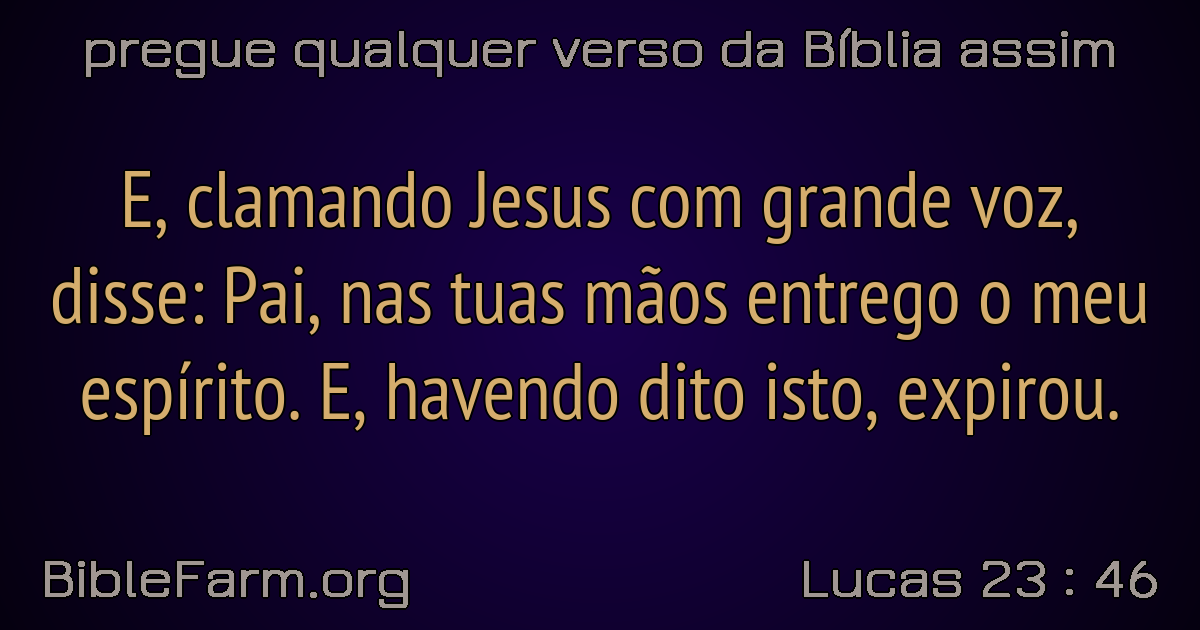 pregue qualquer verso da Bíblia assim
E, clamando Jesus com grande voz,
disse: Pai, nas tuas mãos entrego o meu
espírito. E, havendo dito isto, expirou.
BibleFarm.org
Lucas 23 : 46